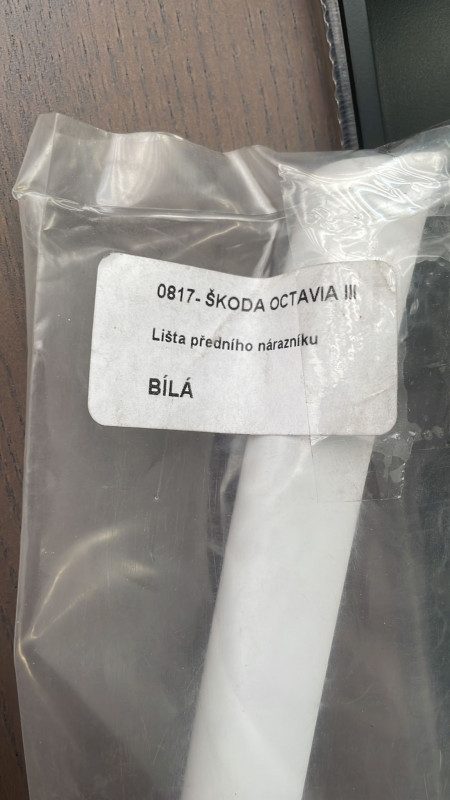 0817- ŠKODA OCTAVIA III
Lišta předního nárazníku
BÍLÁ